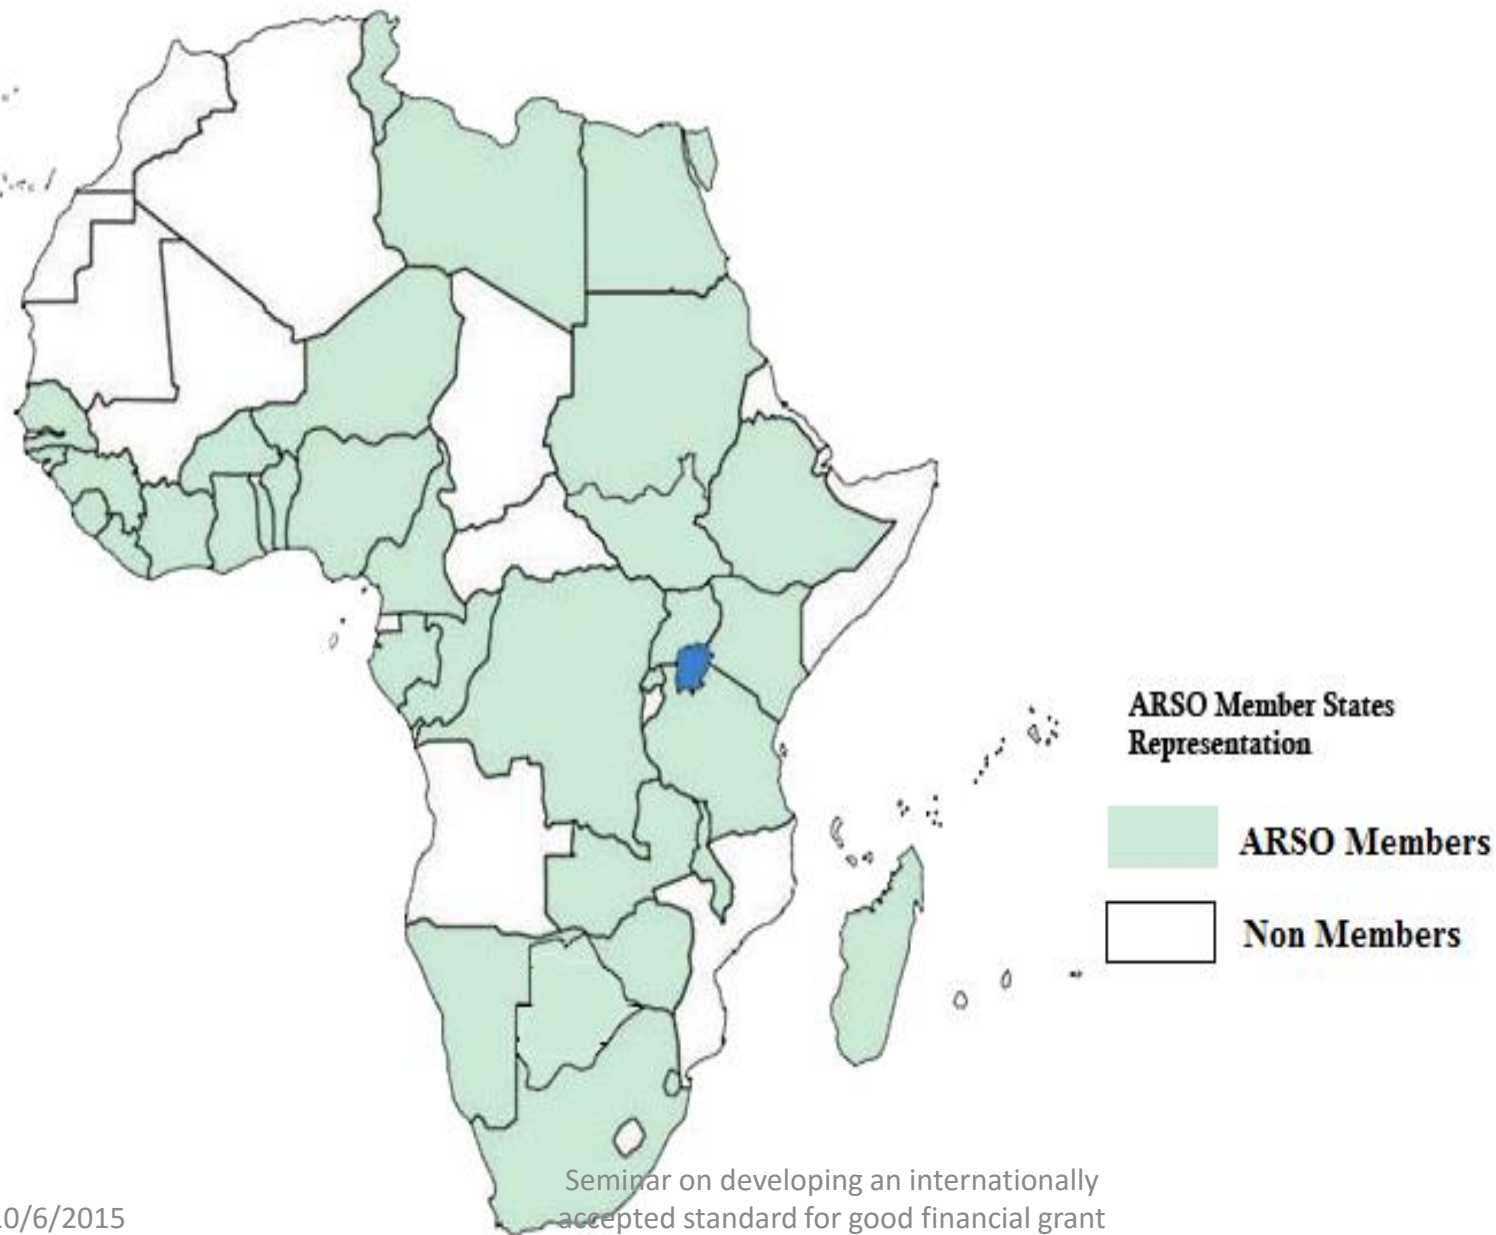 ARSO Member States
Representation
ARSO Members
Non Members
Seminar on developing an internationally
accepted standard for good financial grant
0/6/2015